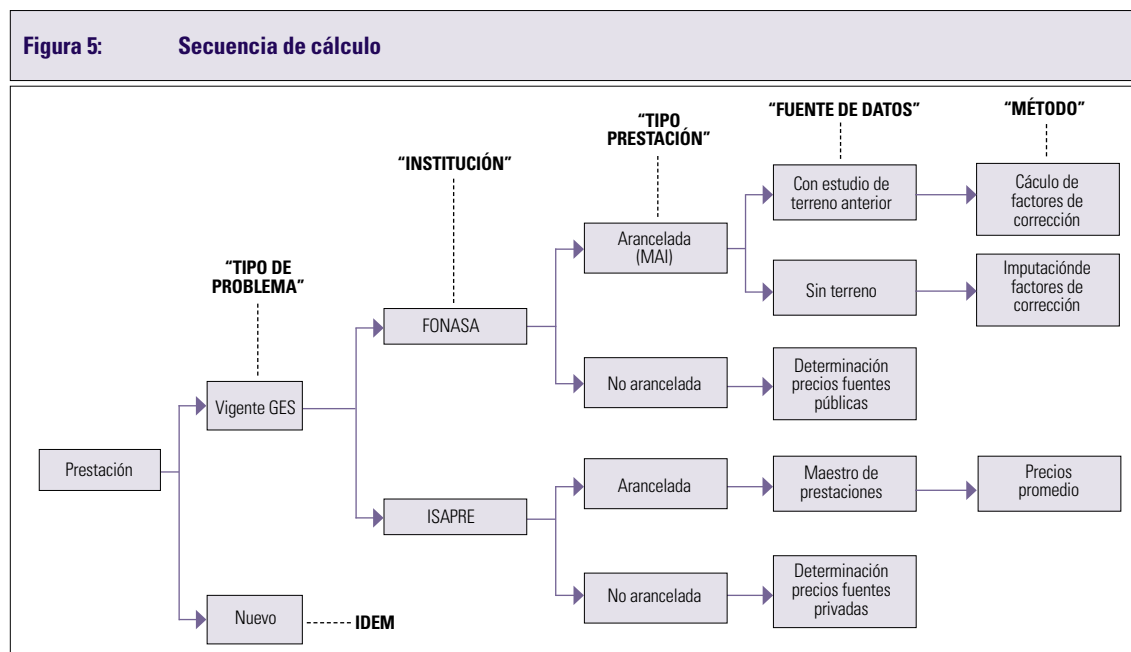 Figura 5: Secuencia de cálculo
“FUENTE DE DATOS”
“MÉTODO”
“TIPO
PRESTACIÓN”
“INSTITUCIÓN”
“TIPO DE
PROBLEMA”
Con estudio de
terreno anterior
Cáculo de
factores de
corrección
Arancelada
(MAI)
Sin terreno
Imputaciónde
factores de
corrección
FONASA
No arancelada
Determinación
precios fuentes
públicas
Vigente GES
Prestación
Arancelada
Maestro de
prestaciones
Precios
promedio
ISAPRE
No arancelada
Determinación
precios fuentes
privadas
Nuevo
IDEM